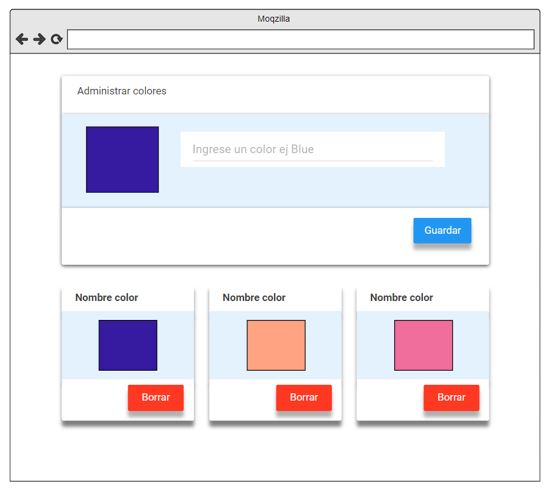 Moqzilla
Administrar colores
Ingrese un color ej Blue
Guardar
Nombre color
Nombre color
Nombre color
Borrar
Borrar
Borrar